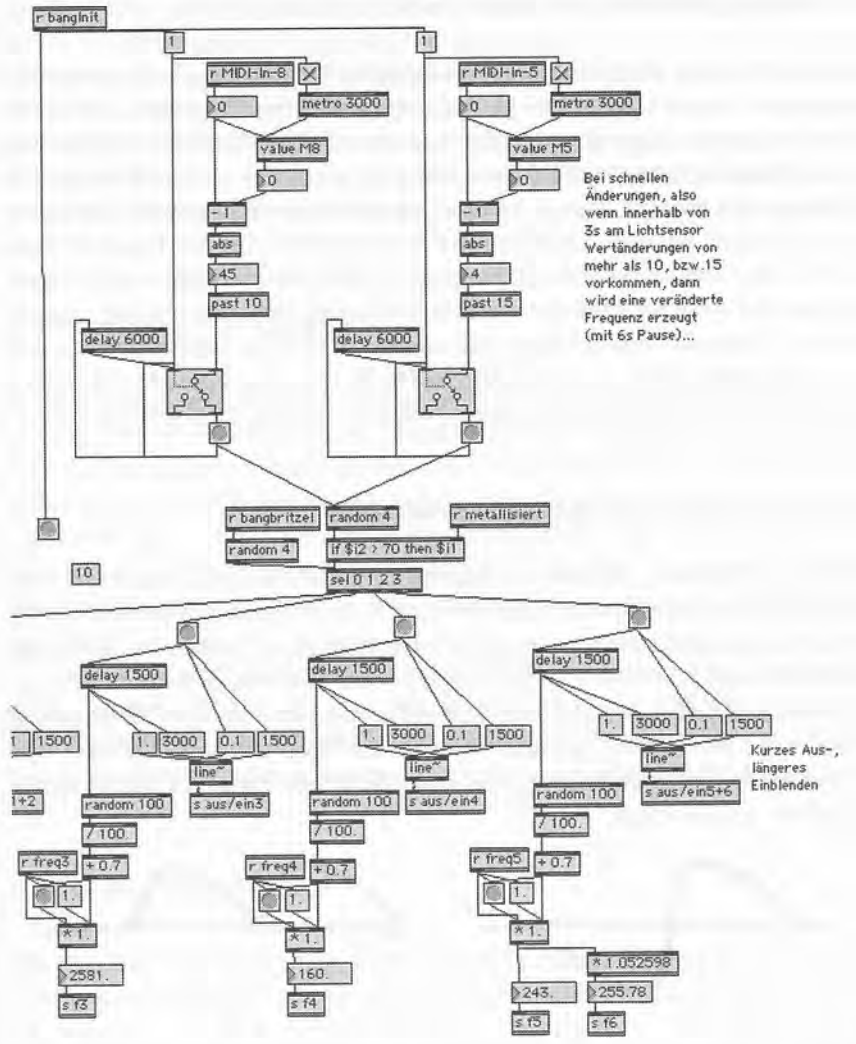 r bangInit
1
1
r MIDI-In-8
r MIDI-In-5
0
metro 3000
0
metro 3000
value M8
value M5
0
0
Bei schnellen
Änderungen, also
wenn innerhalb von
3s am Lichtsensor
Wertänderungen von
mehr als 10, bzw.15
vorkommen, dann
wird eine veränderte
Frequenz erzeugt
(mit 6s Pause)...
- 1
- 1
abs
abs
45
4
past 10
past 15
delay 6000
delay 6000
r bangbritzel
random 4
r metallisiert
random 4
if $i2 > 70 then $i1
10
sel 0 1 2 3
delay 1500
delay 1500
delay 1500
1500
1.
3000
0.1
1500
1.
3000
0.1
1500
1.
3000
0.1
1500
line~
line~
line~
Kurzes Aus-,
längeres
Einblenden
1+2
random 100
s aus/ein3
random 100
s aus/ein4
random 100
s aus/ein5+6
/ 100.
/ 100.
/ 100.
r freq3
+ 0.7
r freq4
+ 0.7
r freq5
+ 0.7
1.
1.
1.
* 1.
* 1.
* 1.
* 1.052598
2581.
160.
243.
255.78
s f3
s f4
s f5
s f6